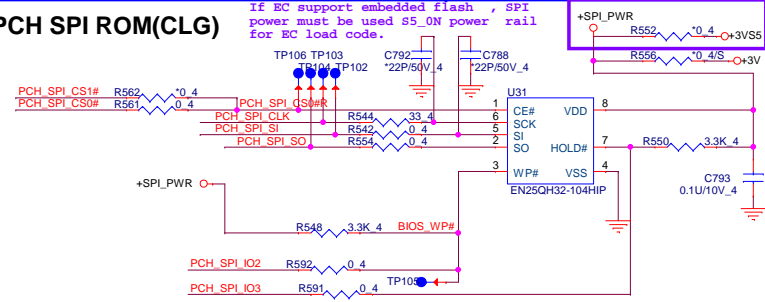 PCH SPI ROM(CLG)
If EC support embedded flash , SPI
power must be used S5_0N power rail
for EC load code.
+SPI_PWR
R552 *0_4 +3VS5
R556 *0_4/S +3V
TP106 TP103
TP104 TP102
C792
*22P/50V_4
C788
*22P/50V_4
PCH_SPI_CS1# R562 *0_4
PCH_SPI_CS0# R561 0_4 PCH_SPI_CS0#R
PCH_SPI_CLK R544 33_4
PCH_SPI_SI R542 0_4
PCH_SPI_SO R554 0_4
U31
1 CE# VDD 8
6 SCK
5 SI
2 SO HOLD# 7
3 WP# VSS 4
EN25QH32-104HIP
R550 3.3K_4
C793
0.1U/10V_4
+SPI_PWR
R548 3.3K_4 BIOS_WP#
PCH_SPI_IO2 R592 0_4
TP105
PCH_SPI_IO3 R591 0_4